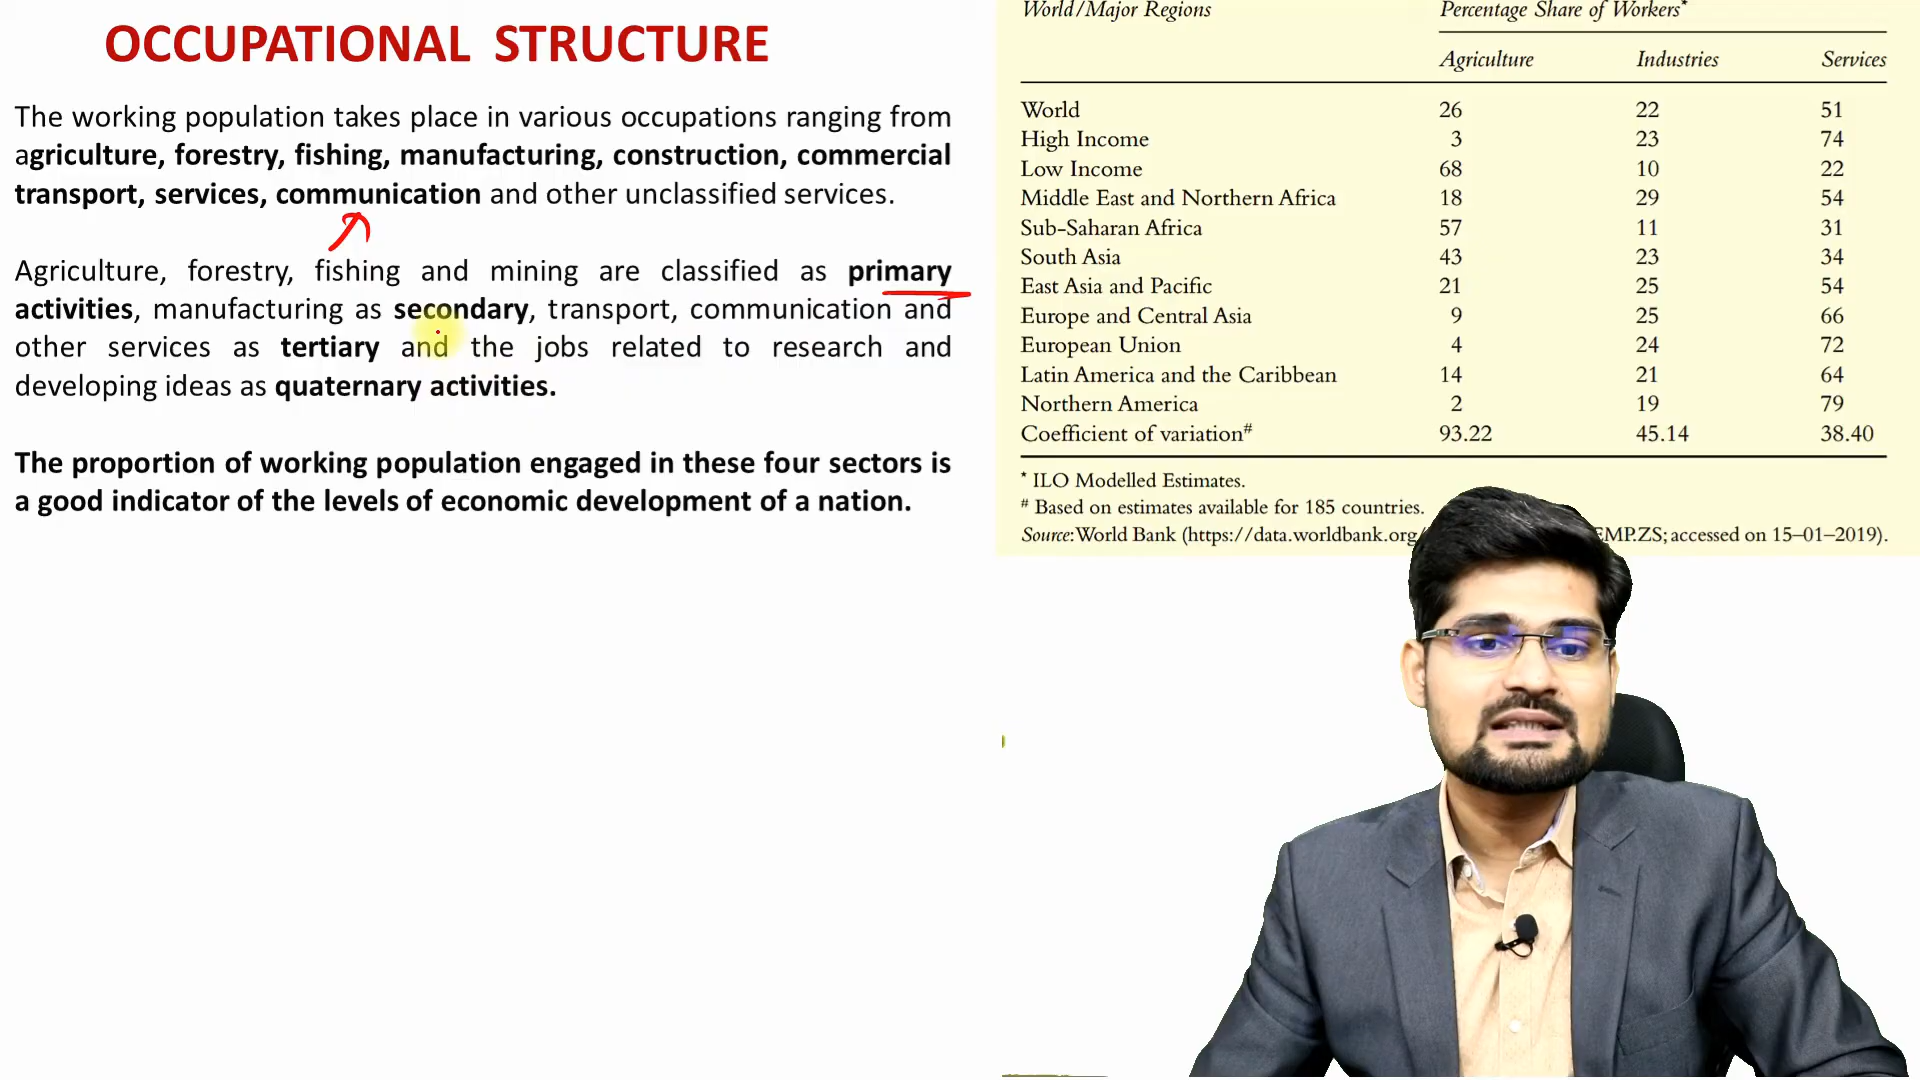 OCCUPATIONAL STRUCTURE
The working population takes place in various occupations ranging from
agriculture, forestry, fishing, manufacturing, construction, commercial
transport, services, communication and other unclassified services.
Agriculture, forestry, fishing and mining are classified as primary
activities, manufacturing as secondary, transport, communication and
other services as tertiary and the jobs related to research and
developing ideas as quaternary activities.
The proportion of working population engaged in these four sectors is
a good indicator of the levels of economic development of a nation.
World/Major Regions Percentage Share of Workers*
Agriculture Industries Services
World 26 22 51
High Income 3 23 74
Low Income 68 10 22
Middle East and Northern Africa 18 29 54
Sub-Saharan Africa 57 11 31
South Asia 43 23 34
East Asia and Pacific 21 25 54
Europe and Central Asia 9 25 66
European Union 4 24 72
Latin America and the Caribbean 14 21 64
Northern America 2 19 79
Coefficient of variation# 93.22 45.14 38.40
* ILO Modelled Estimates.
# Based on estimates available for 185 countries.
Source: World Bank (https://data.worldbank.org/ EMP.ZS; accessed on 15–01–2019).